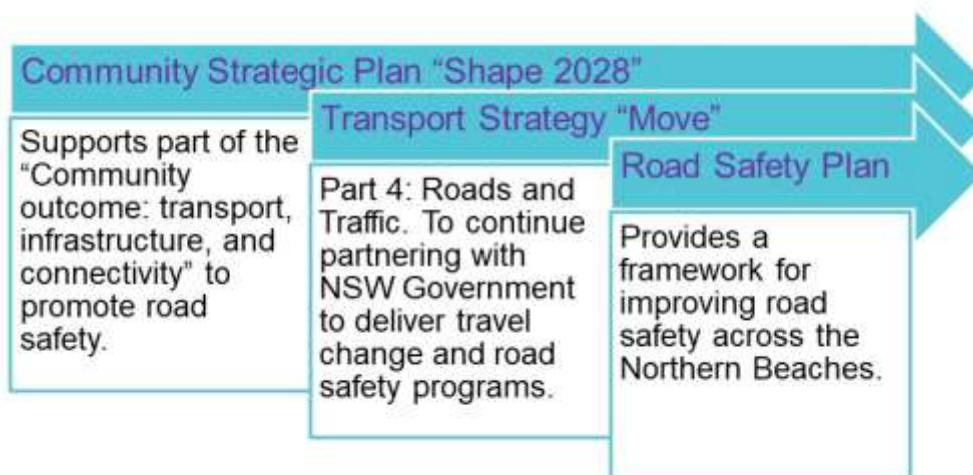 Community Strategic Plan “Shape 2028”
Supports part of the
“Community
outcome: transport,
infrastructure, and
connectivity” to
promote road
safety.
Transport Strategy “Move”
Part 4: Roads and
Traffic. To continue
partnering with
NSW Government
to deliver travel
change and road
safety programs.
Road Safety Plan
Provides a
framework for
improving road
safety across the
Northern Beaches.